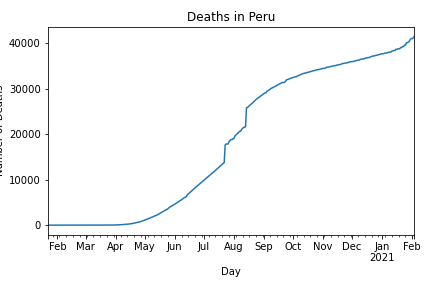 Deaths in Peru
40000
30000
20000
10000
0
Number of Deaths
Feb Mar Apr May Jun Jul Aug Sep Oct Nov Dec Jan Feb
2021
Day